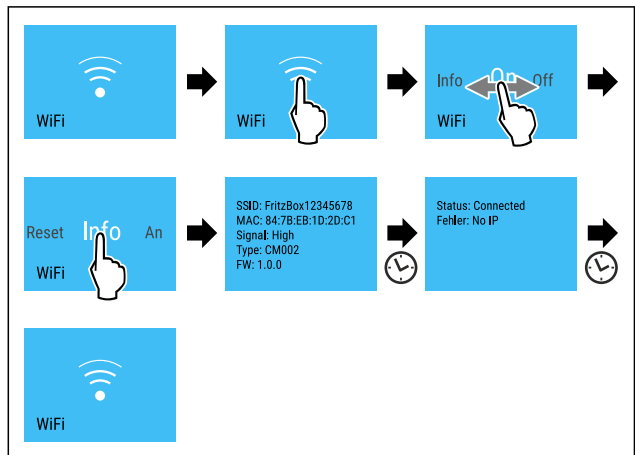 WiFi
WiFi
Info On Off
WiFi
Reset Info An
WiFi
SSID: FritzBox12345678
MAC: 84:7B:EB:1D:2D:C1
Signal: High
Type: CM002
FW: 1.0.0
Status: Connected
Fehler: No IP
WiFi